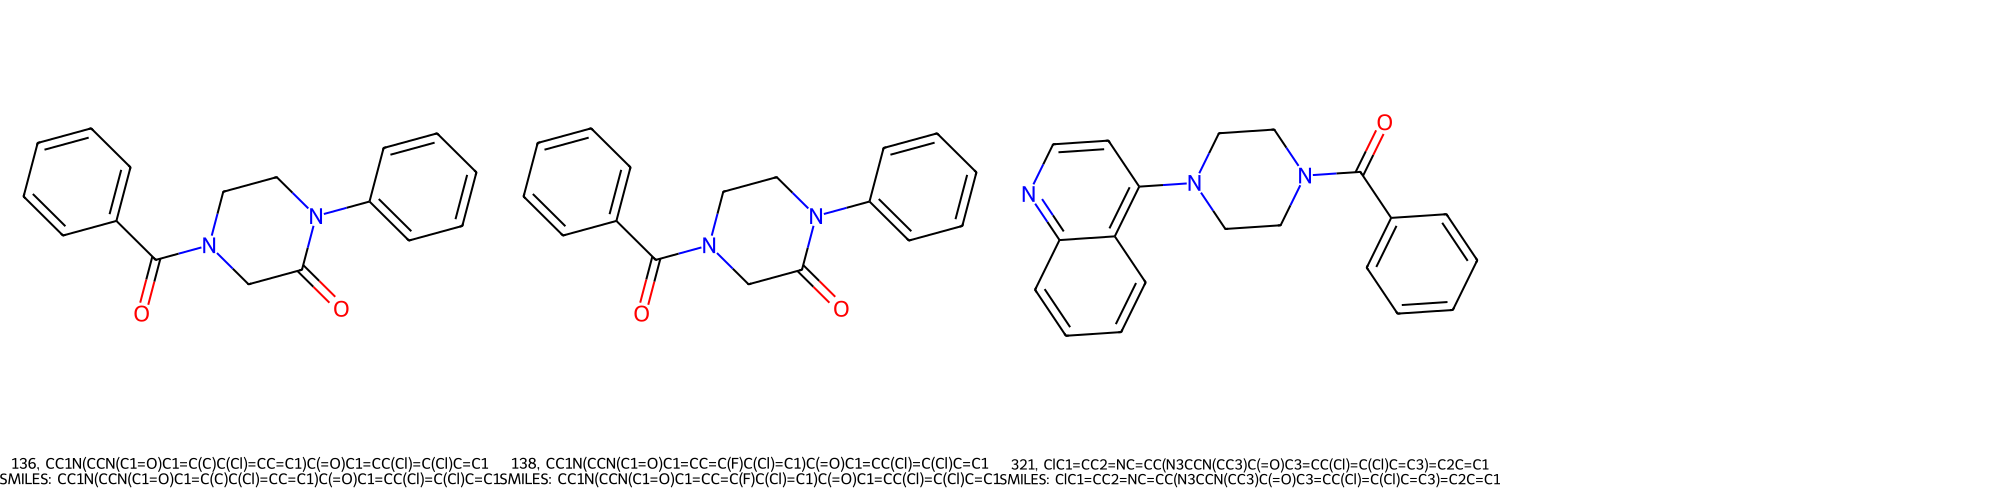 O
N
N
O
N
O
O
N
N
O
N
N
136, CC1N(CCN(C1=O)C1=C(C)C(Cl)=CC=C1)C(=O)C1=CC(Cl)=C(Cl)C=C1
SMILES: CC1N(CCN(C1=O)C1=C(C)C(Cl)=CC=C1)C(=O)C1=CC(Cl)=C(Cl)C=C1
138, CC1N(CCN(C1=O)C1=CC=C(F)C(Cl)=C1)C(=O)C1=CC(Cl)=C(Cl)C=C1
SMILES: CC1N(CCN(C1=O)C1=CC=C(F)C(Cl)=C1)C(=O)C1=CC(Cl)=C(Cl)C=C1
321, ClC1=CC2=NC=CC(N3CCN(CC3)C(=O)C3=CC(Cl)=C(Cl)C=C3)=C2C=C1
SMILES: ClC1=CC2=NC=CC(N3CCN(CC3)C(=O)C3=CC(Cl)=C(Cl)C=C3)=C2C=C1